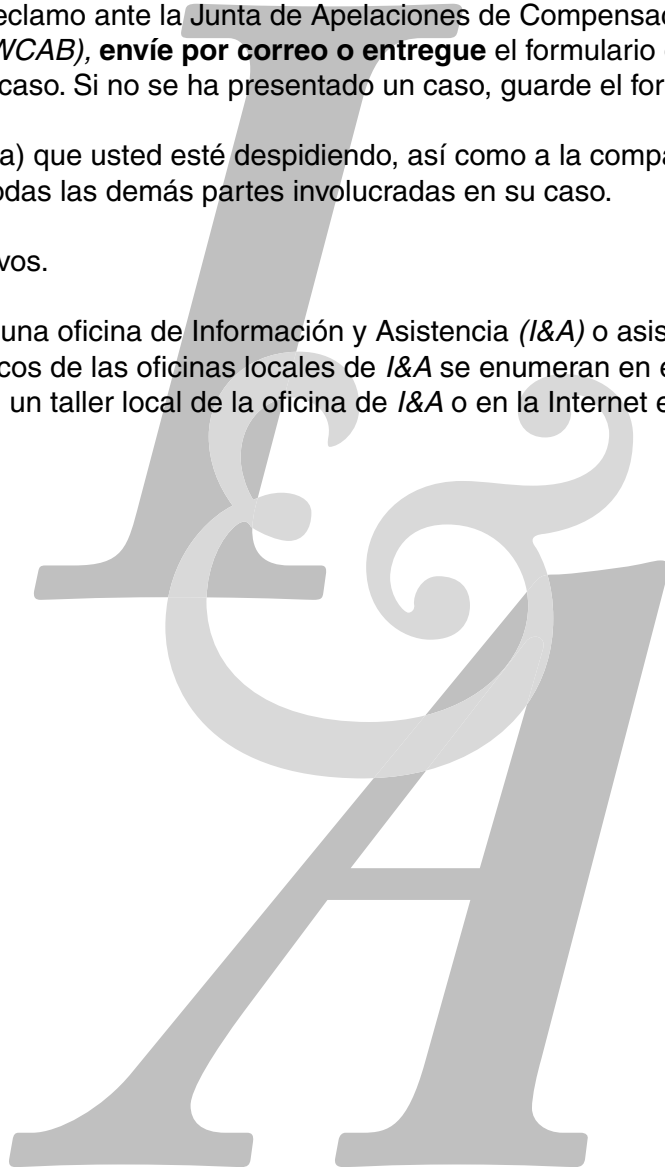 eclamo ante la Junta de Apelaciones de Compensac
WCAB), envíe por correo o entregue el formulario
caso. Si no se ha presentado un caso, guarde el for
a) que usted esté despidiendo, así como a la compa
odas las demás partes involucradas en su caso.
vos.
una oficina de Información y Asistencia (I&A) o asis
cos de las oficinas locales de I&A se enumeran en e
un taller local de la oficina de I&A o en la Internet e
I
&
A